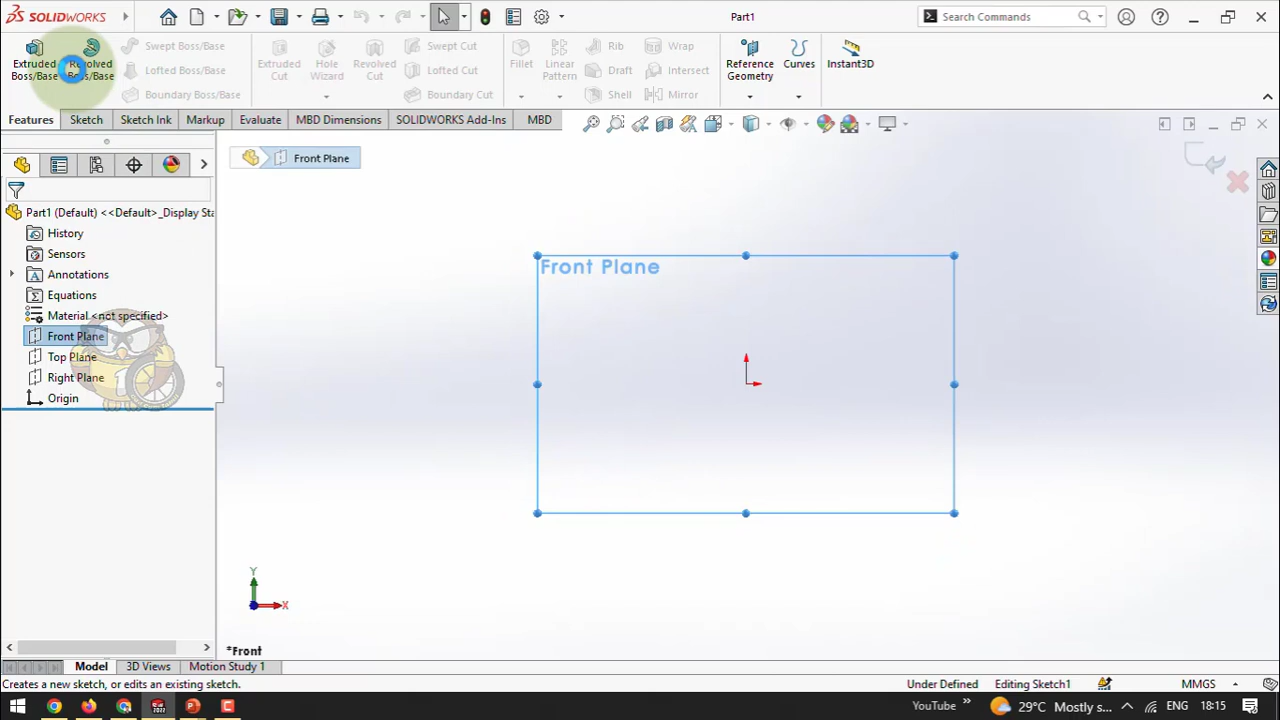 SOLIDWORKS
Part1
Search Commands
Extruded Boss/Base
Revolved Boss/Base
Swept Boss/Base
Lofted Boss/Base
Boundary Boss/Base
Extruded Cut
Hole Wizard
Revolved Cut
Swept Cut
Lofted Cut
Boundary Cut
Fillet
Linear Pattern
Rib
Draft
Shell
Wrap
Intersect
Mirror
Reference Geometry
Curves
Instant3D
Features
Sketch
Sketch Ink
Markup
Evaluate
MBD Dimensions
SOLIDWORKS Add-Ins
MBD
Front Plane
Part1 (Default) <<Default>_Display Sta
History
Sensors
Annotations
Equations
Material <not specified>
Front Plane
Top Plane
Right Plane
Origin
Front Plane
Y
X
*Front
Model
3D Views
Motion Study 1
Creates a new sketch, or edits an existing sketch.
Under Defined
Editing Sketch1
MMGS
YouTube
29°C Mostly s...
ENG
18:15